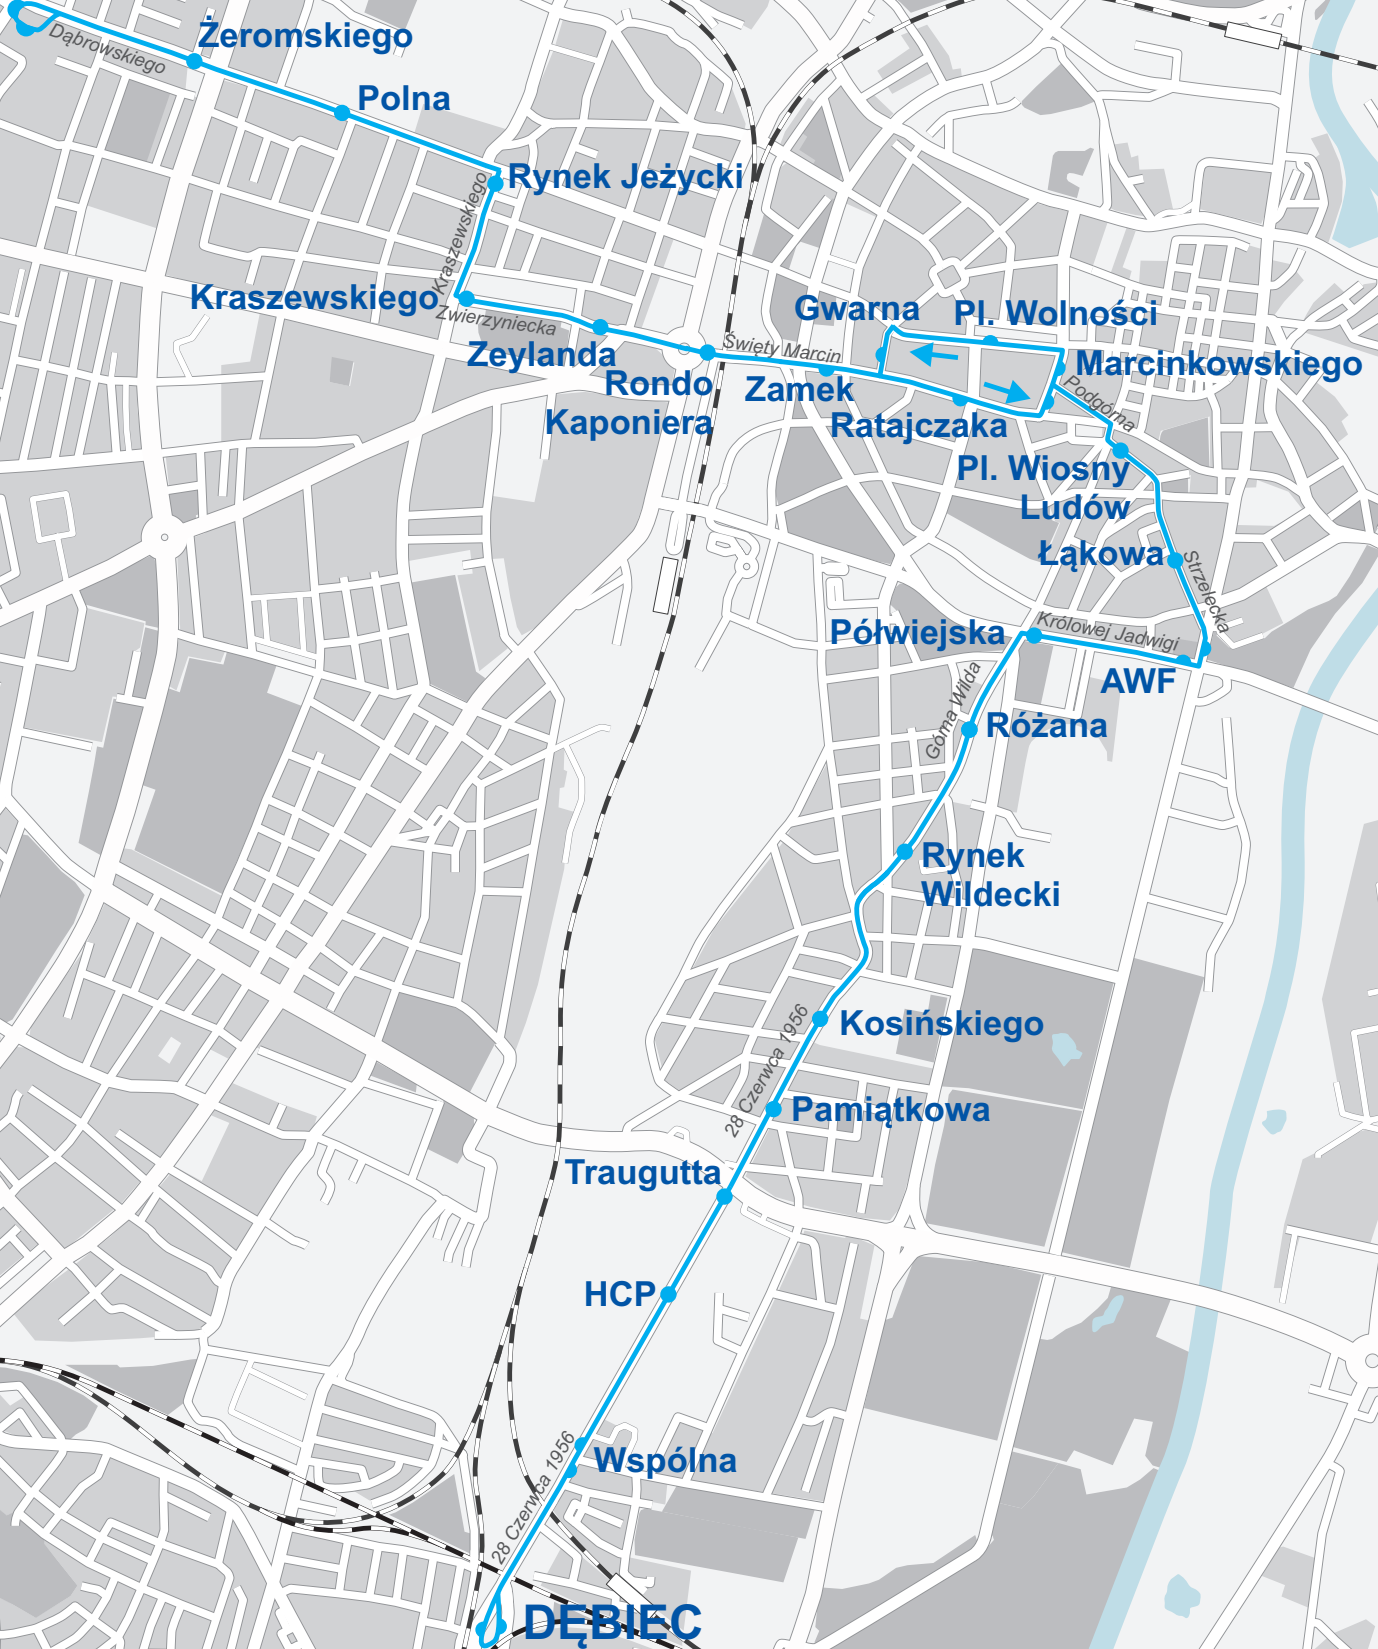 Żeromskiego
Dąbrowskiego
Polna
Rynek Jeżycki
Kraszewskiego
Kraszewskiego
Zwierzyniecka
Zeylanda
Rondo
Kaponiera
Święty Marcin
Zamek
Gwarna
Pl. Wolności
Marcinkowskiego
Ratajczaka
Podgórna
Pl. Wiosny
Ludów
Łąkowa
Strzelecka
Królowej Jadwigi
Półwiejska
AWF
Górna Wilda
Różana
Rynek
Wildecki
Kosińskiego
28 Czerwca 1956
Pamiątkowa
Traugutta
HCP
Wspólna
28 Czerwca 1956
DĘBIEC